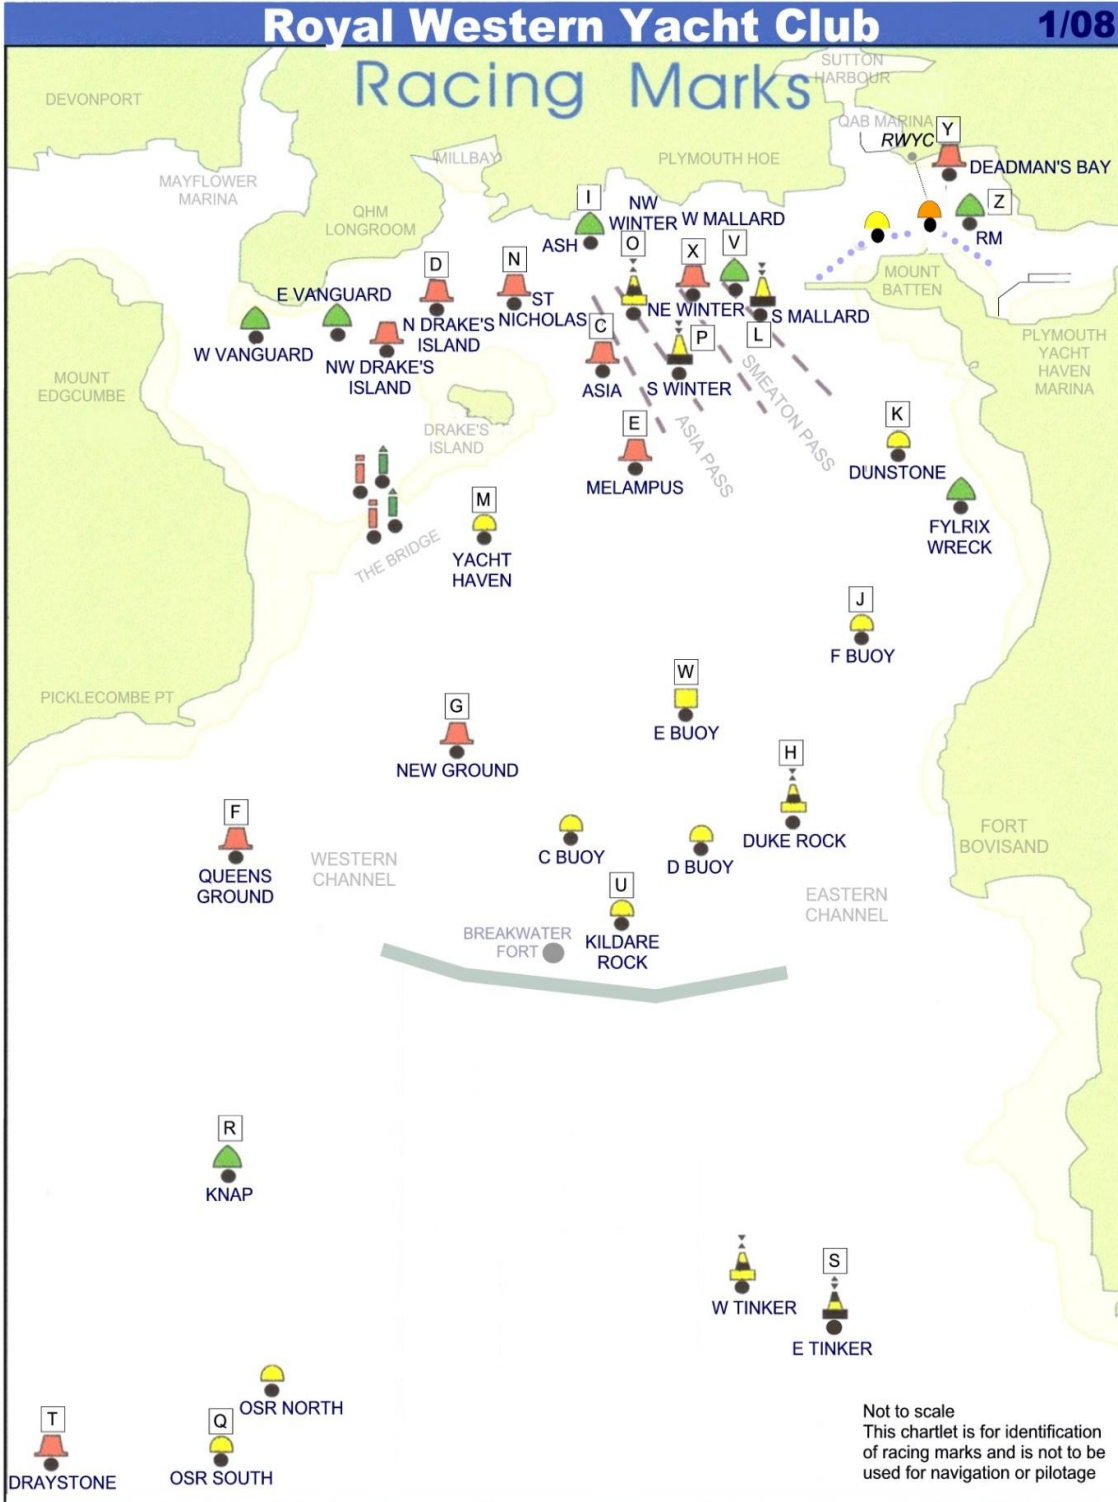 Royal Western Yacht Club
1/08
Racing Marks
SUTTON
HARBOUR
DEVONPORT
QAB MARINA
RWYC
Y
DEADMAN'S BAY
MILLBAY
PLYMOUTH HOE
MAYFLOWER
MARINA
QHM
LONGROOM
I
ASH
NW
WINTER
W MALLARD
Z
RM
D
N
O
X
V
MOUNT
BATTEN
E VANGUARD
ST
NICHOLAS
NE WINTER
S MALLARD
N DRAKE'S
ISLAND
C
P
L
W VANGUARD
NW DRAKE'S
ISLAND
PLYMOUTH
YACHT
HAVEN
MARINA
MOUNT
EDGCUMBE
ASIA
S WINTER
SMEATON PASS
DRAKE'S
ISLAND
E
ASIA PASS
K
DUNSTONE
MELAMPUS
M
YACHT
HAVEN
THE BRIDGE
FYLRIX
WRECK
J
F BUOY
PICKLECOMBE PT
W
E BUOY
G
NEW GROUND
H
DUKE ROCK
F
QUEENS
GROUND
WESTERN
CHANNEL
C BUOY
D BUOY
FORT
BOVISAND
U
KILDARE
ROCK
EASTERN
CHANNEL
BREAKWATER
FORT
R
KNAP
W TINKER
S
E TINKER
OSR NORTH
T
DRAYSTONE
Q
OSR SOUTH
Not to scale
This chartlet is for identification
of racing marks and is not to be
used for navigation or pilotage